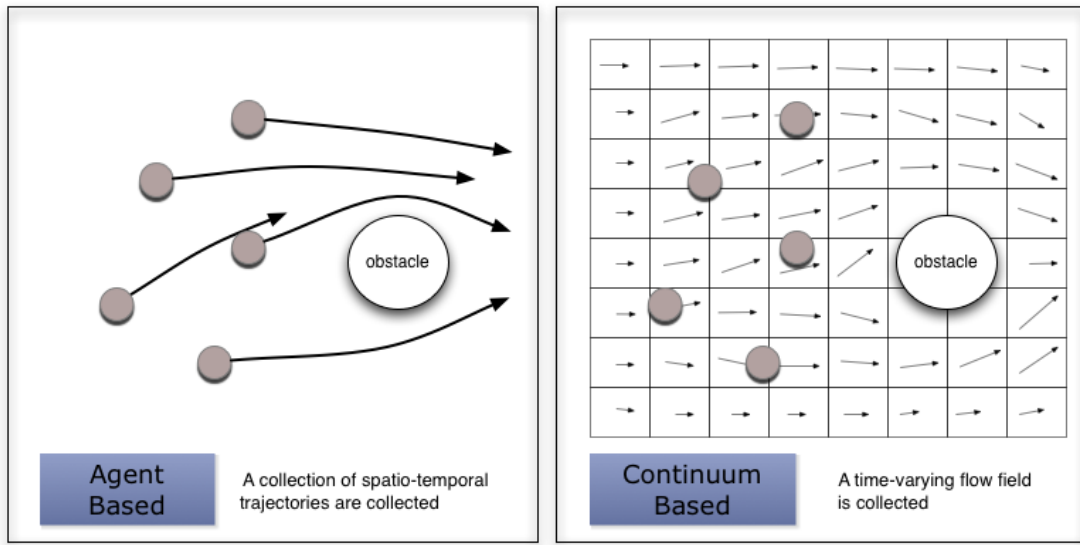 obstacle
Agent
Based
A collection of spatio-temporal
trajectories are collected
obstacle
Continuum
Based
A time-varying flow field
is collected